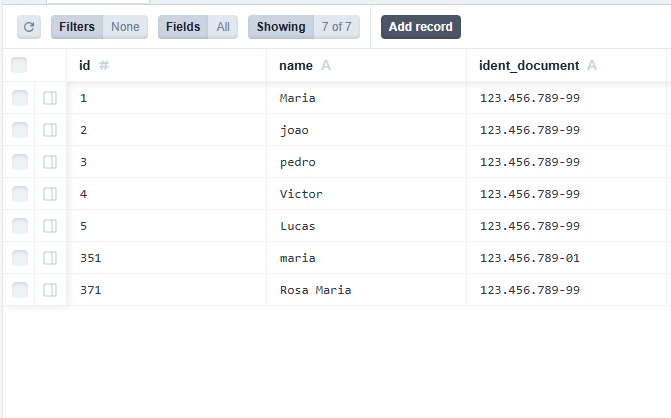 Filters None Fields All Showing 7 of 7 Add record
id # name A ident_document A
1 Maria 123.456.789-99
2 joao 123.456.789-99
3 pedro 123.456.789-99
4 Victor 123.456.789-99
5 Lucas 123.456.789-99
351 maria 123.456.789-01
371 Rosa Maria 123.456.789-99